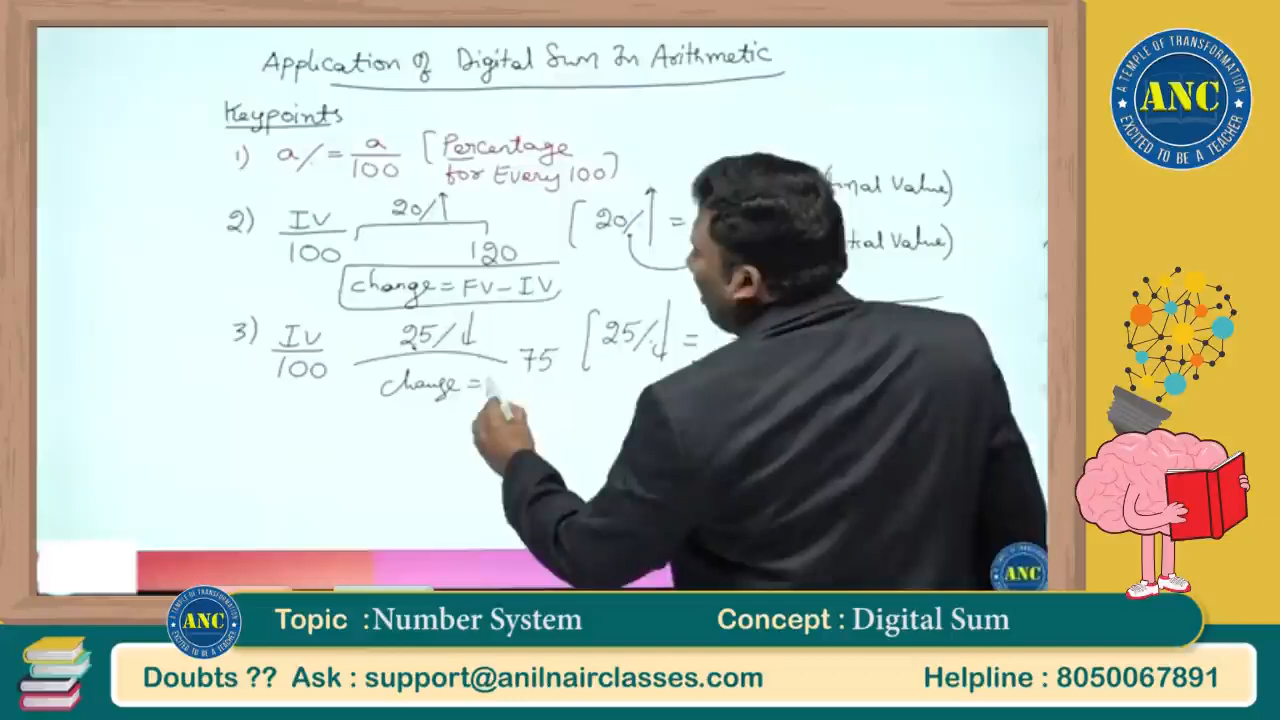 Application of Digital Sum In Arithmetic
Keypoints
1) a% = a/100 [Percentage for Every 100]
2) IV/100 20%↑ 120 [20%↑ =
Value)
Value)
change = FV - IV
3) IV/100 25%↓ 75 [25%↓ =
change =
A TEMPLE OF TRANSFORMATION
ANC
EXCITED TO BE A TEACHER
ANC
ANC
Topic : Number System Concept : Digital Sum
Doubts ?? Ask : support@anilnairclasses.com Helpline : 8050067891